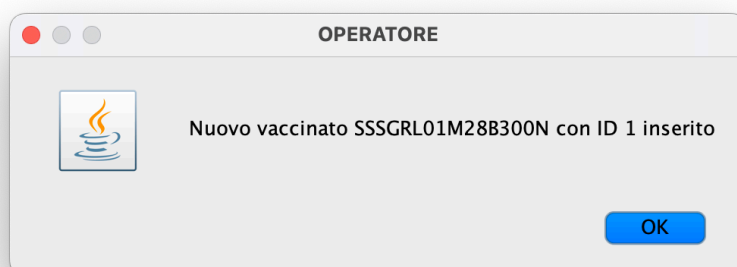 OPERATORE
Nuovo vaccinato SSSGRL01M28B300N con ID 1 inserito
OK